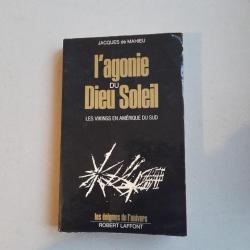 JACQUES de MAHIEU
l'agonie
DU
Dieu Soleil
LES VIKINGS EN AMÉRIQUE DU SUD
les énigmes de l'univers
ROBERT LAFFONT